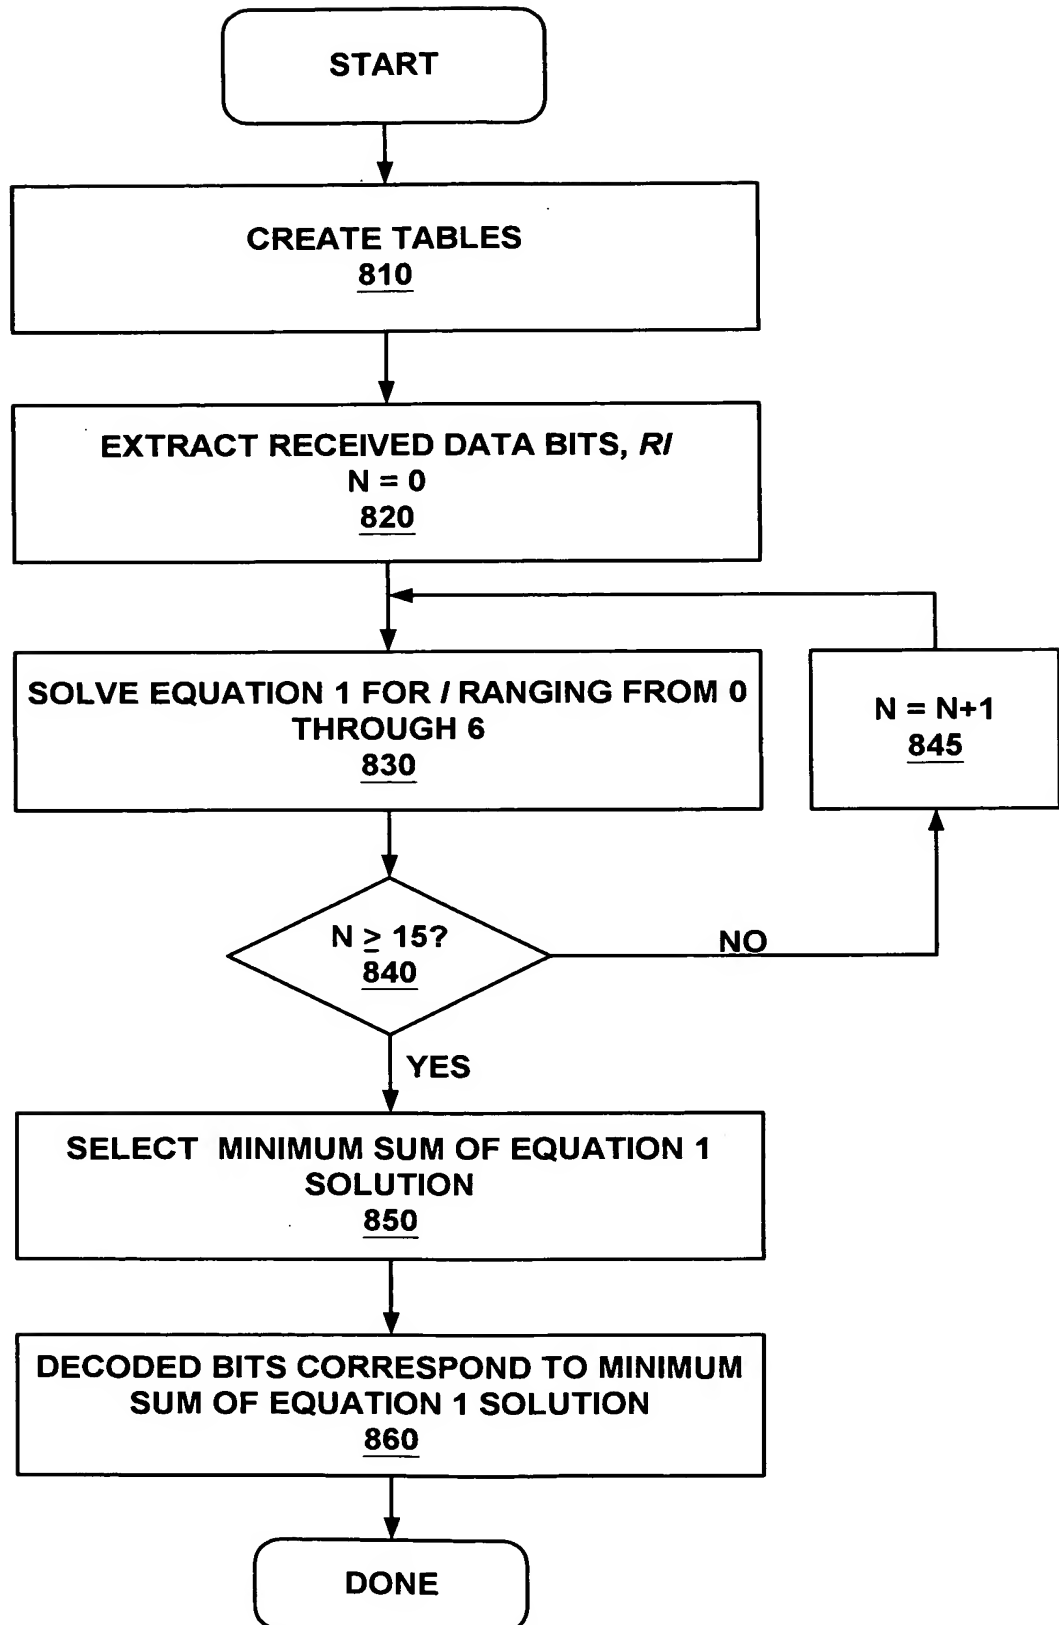 START
CREATE TABLES
810
EXTRACT RECEIVED DATA BITS, RI
N = 0
820
SOLVE EQUATION 1 FOR I RANGING FROM 0
THROUGH 6
830
N = N+1
845
N ≥ 15?
840
NO
YES
SELECT MINIMUM SUM OF EQUATION 1
SOLUTION
850
DECODED BITS CORRESPOND TO MINIMUM
SUM OF EQUATION 1 SOLUTION
860
DONE